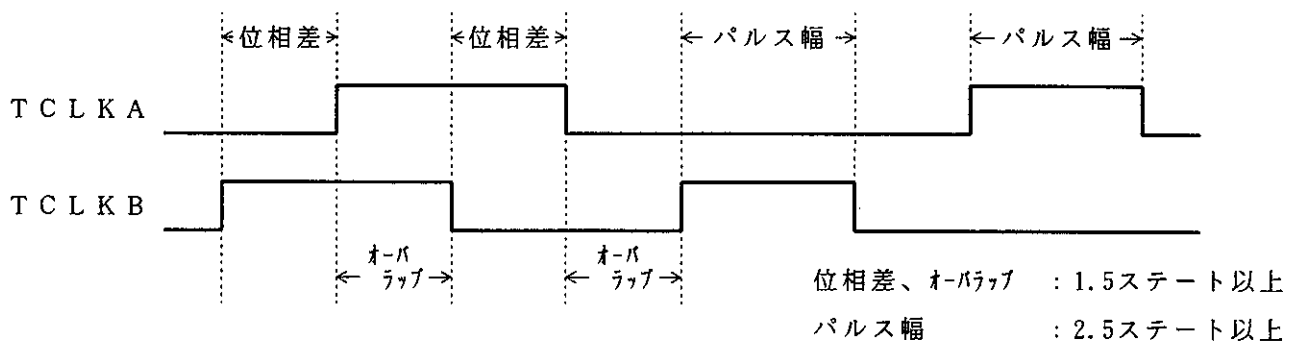 位相差 位相差 パルス幅 パルス幅
TCLKA
TCLKB
オーバ オーバ
ラップ ラップ
位相差、オーバラップ :1.5ステート以上
パルス幅 :2.5ステート以上